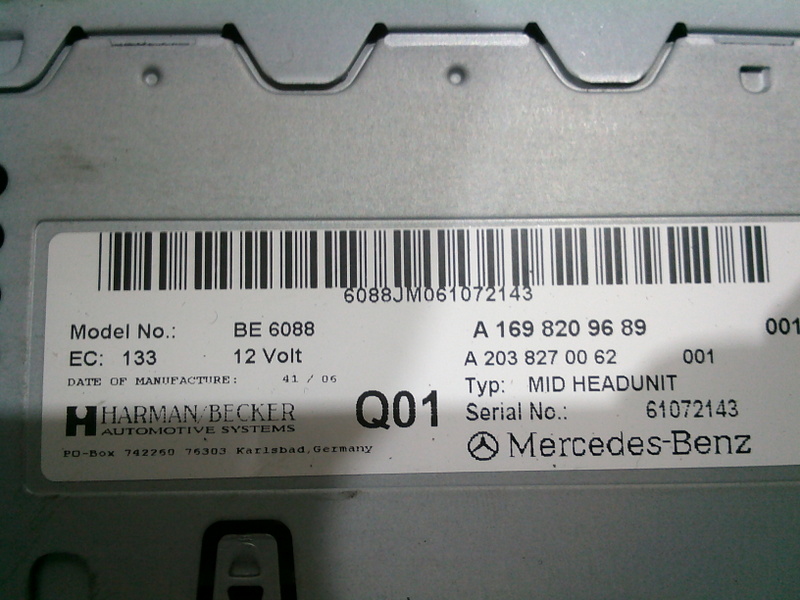 6088JM061072143
Model No.: BE 6088 A 169 820 96 89 001
EC: 133 12 Volt A 203 827 00 62 001
DATE OF MANUFACTURE: 41 / 06 Typ: MID HEADUNIT
HARMAN/BECKER Q01 Serial No.: 61072143
AUTOMOTIVE SYSTEMS Mercedes-Benz
PO-Box 742260 76303 Karlsbad,Germany